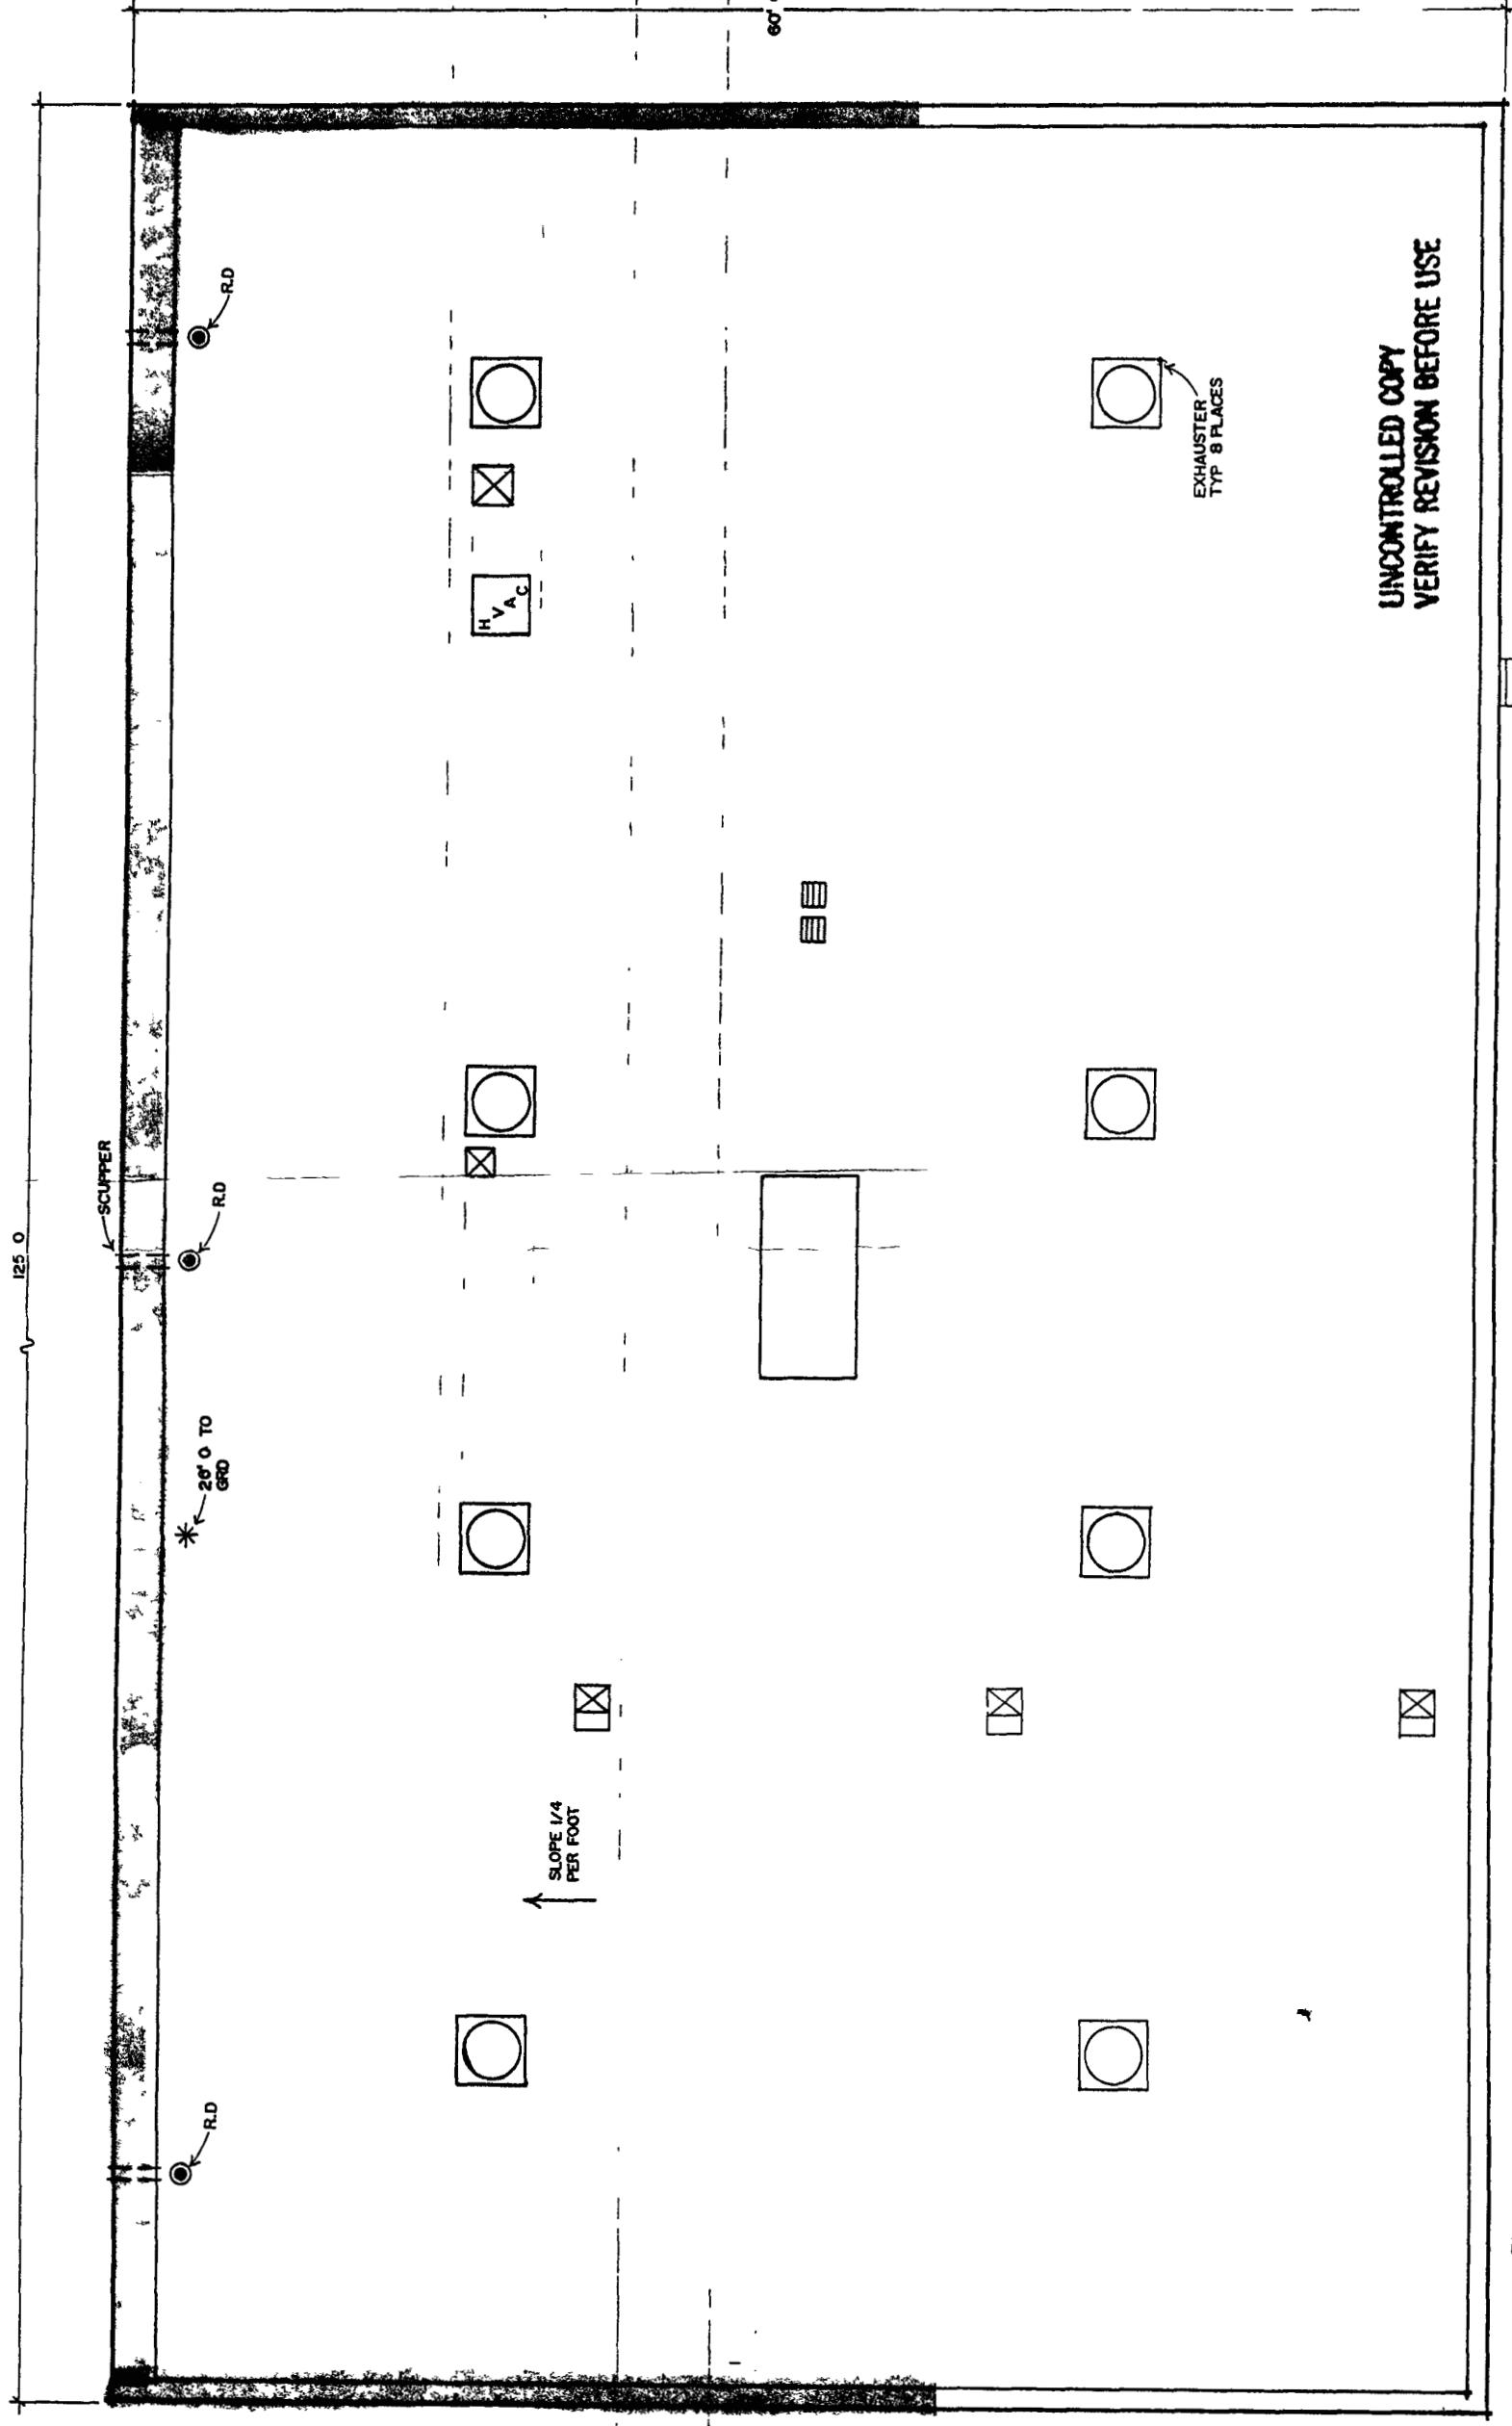 60'
125 0
SCUPPER
R.D
R.D
R.D
26' 0 TO
GRD
H
V
A
C
EXHAUSTER
TYP 8 PLACES
SLOPE 1/4
PER FOOT
UNCONTROLLED COPY
VERIFY REVISION BEFORE USE